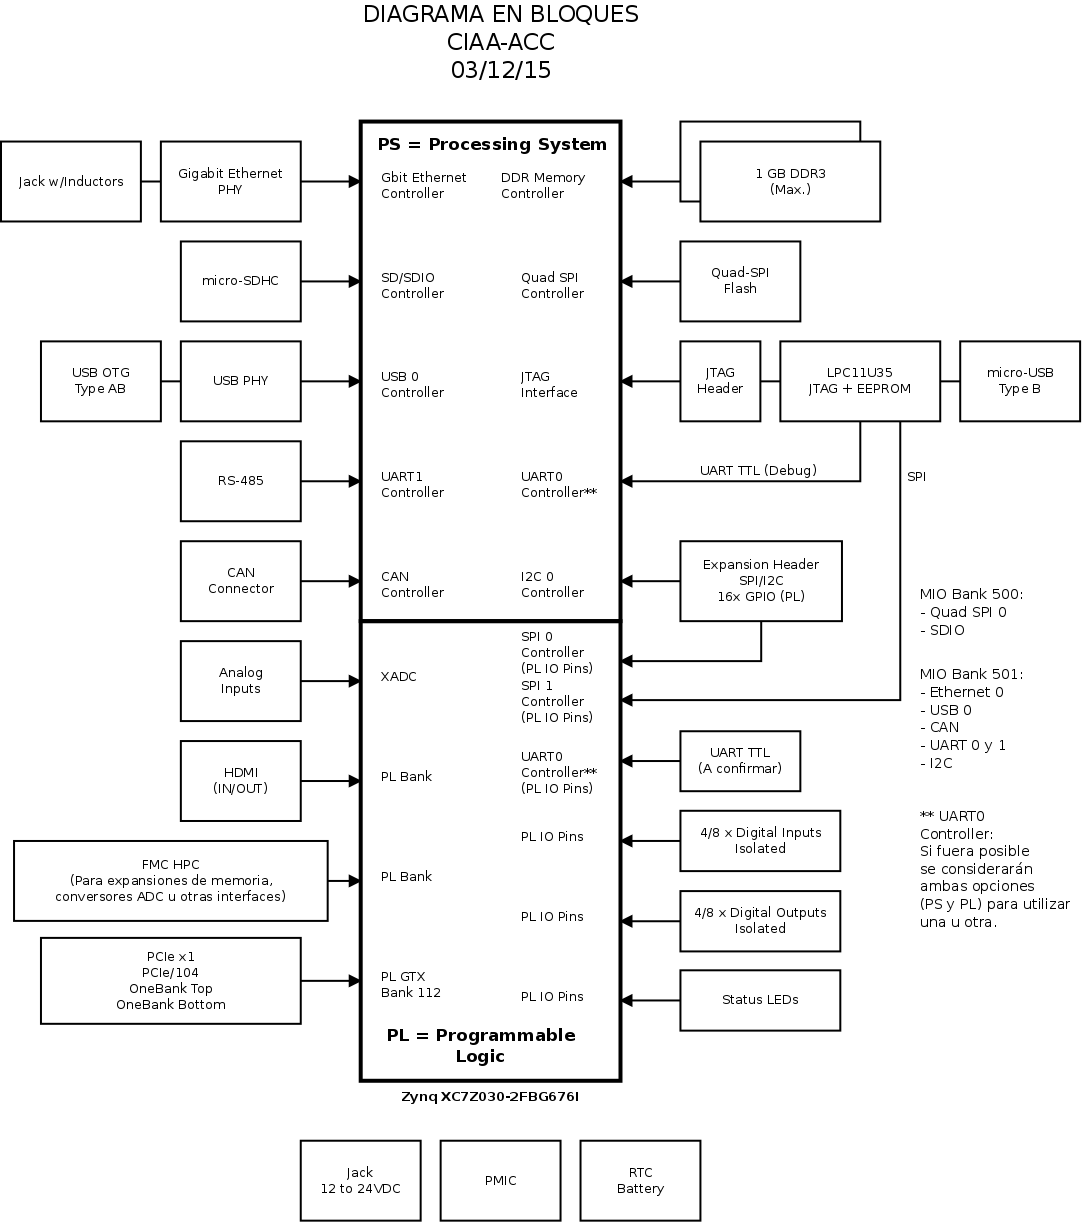 DIAGRAMA EN BLOQUES
CIAA-ACC
03/12/15
PS = Processing System
Jack w/Inductors
Gigabit Ethernet
PHY
Gbit Ethernet
Controller
DDR Memory
Controller
1 GB DDR3
(Max.)
micro-SDHC
SD/SDIO
Controller
Quad SPI
Controller
Quad-SPI
Flash
USB OTG
Type AB
USB PHY
USB 0
Controller
JTAG
Interface
JTAG
Header
LPC11U35
JTAG + EEPROM
micro-USB
Type B
RS-485
UART1
Controller
UART0
Controller**
UART TTL (Debug)
SPI
CAN
Connector
CAN
Controller
I2C 0
Controller
Expansion Header
SPI/I2C
16x GPIO (PL)
MIO Bank 500:
- Quad SPI 0
- SDIO
Analog
Inputs
XADC
SPI 0
Controller
(PL IO Pins)
SPI 1
Controller
(PL IO Pins)
MIO Bank 501:
- Ethernet 0
- USB 0
- CAN
- UART 0 y 1
- I2C
HDMI
(IN/OUT)
PL Bank
UART0
Controller**
(PL IO Pins)
UART TTL
(A confirmar)
PL IO Pins
4/8 x Digital Inputs
Isolated
** UART0
Controller:
Si fuera posible
se considerarán
ambas opciones
(PS y PL) para utilizar
una u otra.
FMC HPC
(Para expansiones de memoria,
conversores ADC u otras interfaces)
PL Bank
PL IO Pins
4/8 x Digital Outputs
Isolated
PCIe x1
PCIe/104
OneBank Top
OneBank Bottom
PL GTX
Bank 112
PL IO Pins
Status LEDs
PL = Programmable
Logic
Zynq XC7Z030-2FBG676I
Jack
12 to 24VDC
PMIC
RTC
Battery